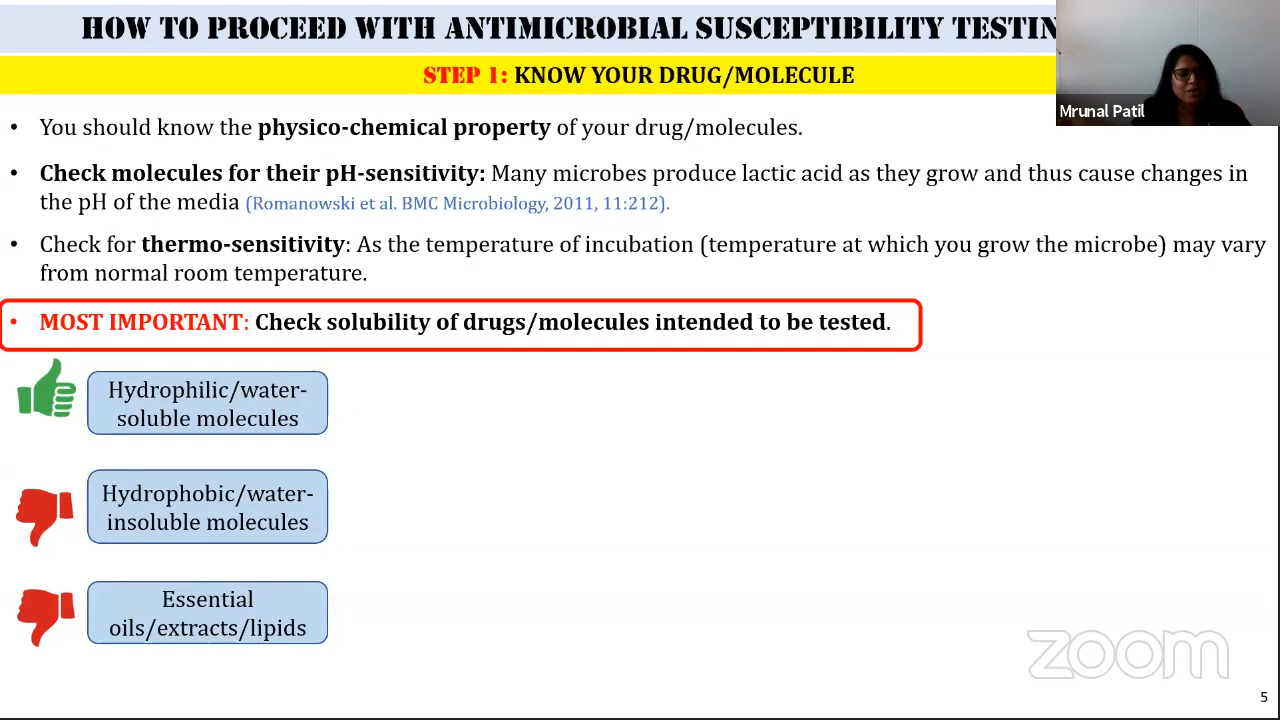 HOW TO PROCEED WITH ANTIMICROBIAL SUSCEPTIBILITY TESTIN
STEP 1: KNOW YOUR DRUG/MOLECULE
Mrunal Patil
• You should know the physico-chemical property of your drug/molecules.
• Check molecules for their pH-sensitivity: Many microbes produce lactic acid as they grow and thus cause changes in
the pH of the media (Romanowski et al. BMC Microbiology, 2011, 11:212).
• Check for thermo-sensitivity: As the temperature of incubation (temperature at which you grow the microbe) may vary
from normal room temperature.
• MOST IMPORTANT: Check solubility of drugs/molecules intended to be tested.
Hydrophilic/water-
soluble molecules
Hydrophobic/water-
insoluble molecules
Essential
oils/extracts/lipids
zoom
5